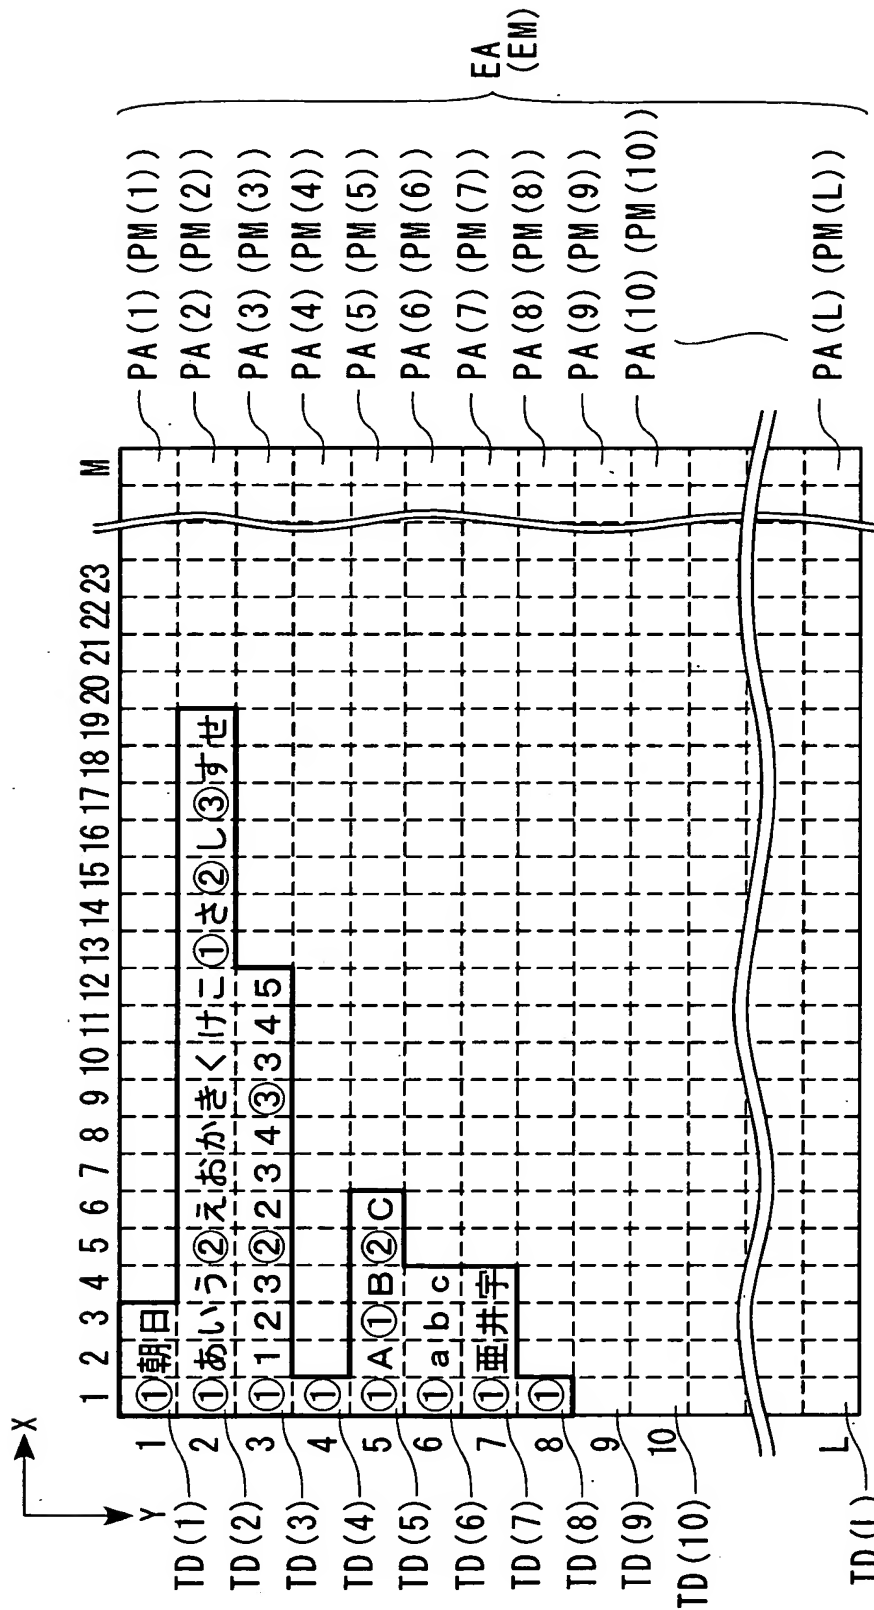 X
Y
1 2 3 4 5 6 7 8 9 10 11 12 13 14 15 16 17 18 19 20 21 22 23 M
1 ①朝日 PA(1)(PM(1))
TD(1)
2 ①あいう②えおかきくけこ①さ②し③すせ PA(2)(PM(2))
TD(2)
3 ①123②234③345 PA(3)(PM(3))
TD(3)
4 ① PA(4)(PM(4))
TD(4)
5 ①A①B②C PA(5)(PM(5))
TD(5)
6 ①abc PA(6)(PM(6))
TD(6)
7 ①亜井宇 PA(7)(PM(7))
TD(7)
8 ① PA(8)(PM(8))
TD(8)
9 PA(9)(PM(9))
TD(9)
10 PA(10)(PM(10))
TD(10)
L PA(L)(PM(L))
TD(L)
EA
(EM)